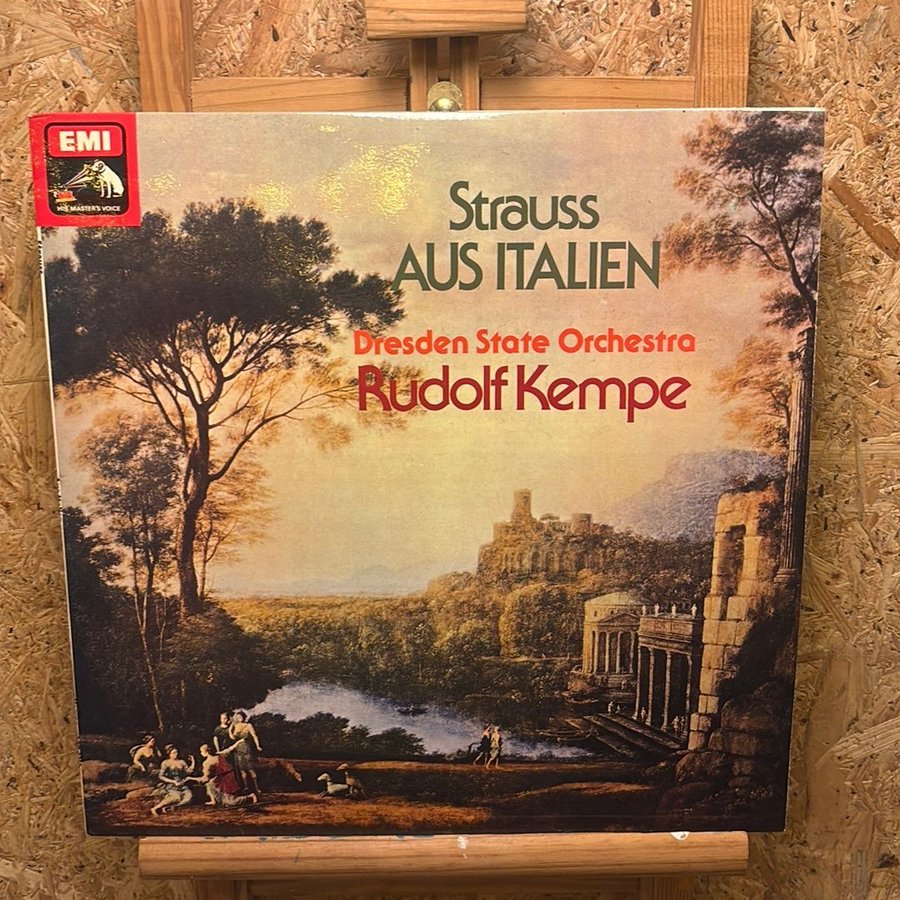 EMI
HIS MASTER'S VOICE
Strauss
AUS ITALIEN
Dresden State Orchestra
Rudolf Kempe